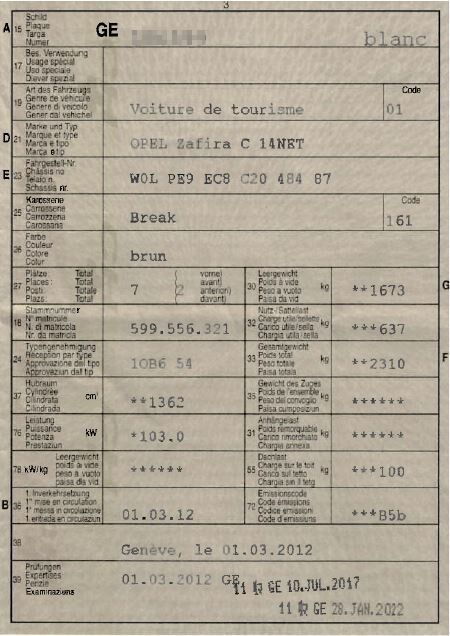 3
A 15 Schild
Plaque
Targa
Numer
GE
blanc
17 Bes. Verwendung
Usage spécial
Uso speciale
Diever spezial
19 Art des Fahrzeugs
Genre de véhicule
Genere di veicolo
Gener dal vehichel
Voiture de tourisme
Code
01
D 21 Marke und Typ
Marque et type
Marca e tipo
Marca e tip
OPEL Zafira C 14NET
E 23 Fahrgestell-Nr.
Châssis no
Telaio n.
Schassis nr.
W0L PE9 EC8 C20 484 87
25 Karosserie
Carrosserie
Carrozzeria
Carossaria
Break
Code
161
26 Farbe
Couleur
Colore
Colur
brun
27 Plätze: Total
Places: Total
Posti: Totale
Plazs: Total
7
( 2
vorne)
avant)
anteriori)
davant)
30 Leergewicht
Poids à vide
Peso a vuoto
Paisa da vid
kg
**1673
G
18 Stammnummer
N° matricule
N. di matricola
Nr. da matricla
599.556.321
32 Nutz-/Sattellast
Charge utile/sellette
Carico utile/sella
Chargia utila/sella
kg
***637
24 Typengenehmigung
Réception par type
Approvazione del tipo
Approvaziun dal tip
1OB6 54
33 Gesamtgewicht
Poids total
Peso totale
Paisa totala
kg
**2310
F
37 Hubraum
Cylindrée
Cilindrata
Cilindrada
cm³
**1362
35 Gewicht des Zuges
Poids de l'ensemble
Peso del convoglio
Paisa cumposiziun
kg
******
76 Leistung
Puissance
Potenza
Prestaziun
kW
*103.0
31 Anhängelast
Poids remorquable
Carico rimorchiato
Chargia annexa
kg
******
78 kW/kg
Leergewicht
poids à vide
peso a vuoto
paisa da vid
******
55 Dachlast
Charge sur le toit
Carico sul tetto
Chargia sin il tetg
kg
***100
B 36 1. Inverkehrsetzung
1re mise en circulation
1a messa in circolazione
1. entrada en circulaziun
01.03.12
72 Emissionscode
Code émissions
Codice emissioni
Code d'emissiuns
***B5b
38
Genève, le 01.03.2012
39 Prüfungen
Expertises
Perizie
Examinaziuns
01.03.2012 GE
11 GE 10.JUL.2017
11 GE 28.JAN.2022